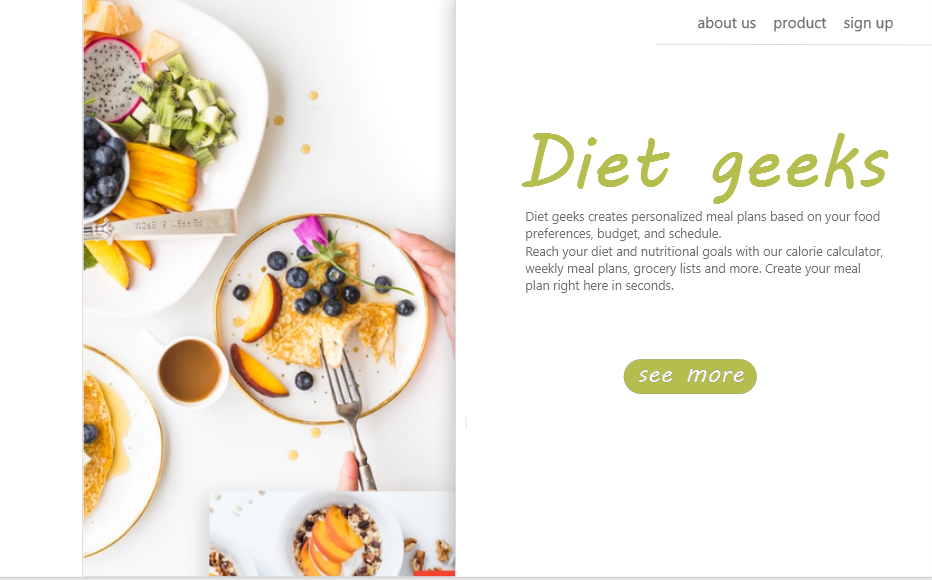 about us product sign up
Diet geeks
Diet geeks creates personalized meal plans based on your food
preferences, budget, and schedule.
Reach your diet and nutritional goals with our calorie calculator,
weekly meal plans, grocery lists and more. Create your meal
plan right here in seconds.
see more